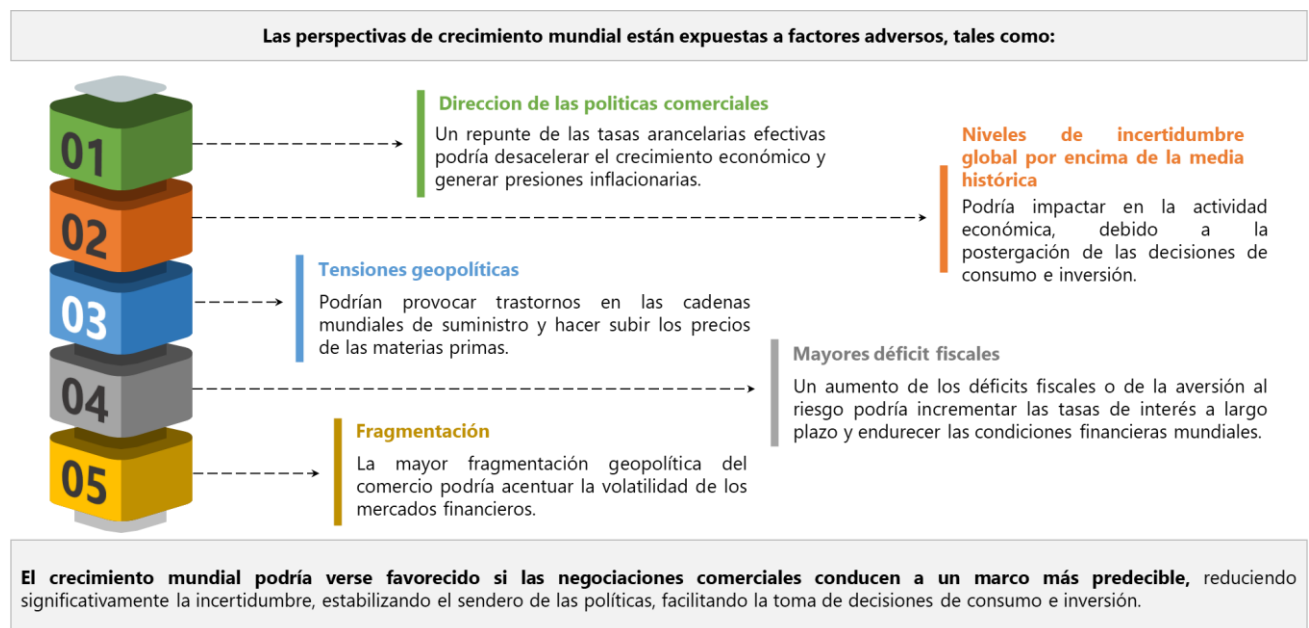 Las perspectivas de crecimiento mundial están expuestas a factores adversos, tales como:
01
Direccion de las politicas comerciales
Un repunte de las tasas arancelarias efectivas
podría desacelerar el crecimiento económico y
generar presiones inflacionarias.
02
Niveles de incertidumbre
global por encima de la media
histórica
Podría impactar en la actividad
económica, debido a la
postergación de las decisiones de
consumo e inversión.
03
Tensiones geopolíticas
Podrían provocar trastornos en las cadenas
mundiales de suministro y hacer subir los precios
de las materias primas.
04
Mayores déficit fiscales
Un aumento de los déficits fiscales o de la aversión al
riesgo podría incrementar las tasas de interés a largo
plazo y endurecer las condiciones financieras mundiales.
05
Fragmentación
La mayor fragmentación geopolítica del
comercio podría acentuar la volatilidad de los
mercados financieros.
El crecimiento mundial podría verse favorecido si las negociaciones comerciales conducen a un marco más predecible, reduciendo
significativamente la incertidumbre, estabilizando el sendero de las políticas, facilitando la toma de decisiones de consumo e inversión.